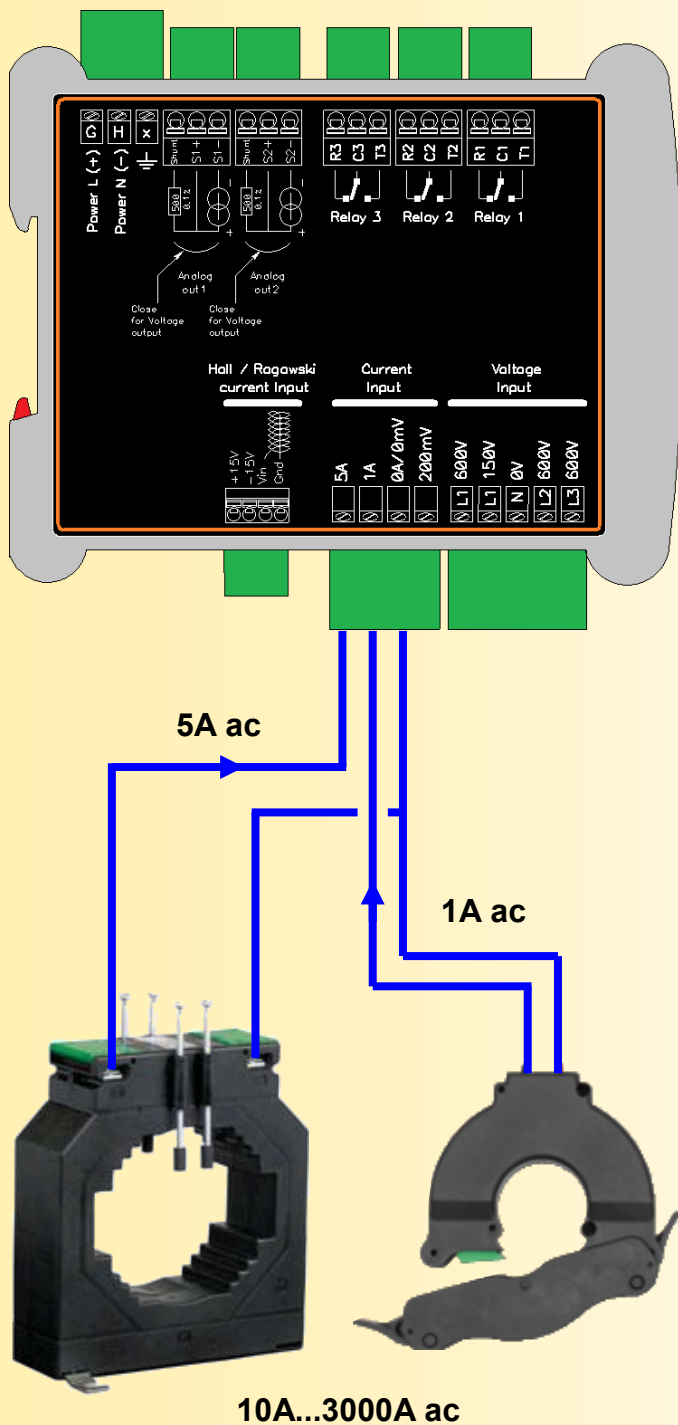 G H ×
Power L (+)
Power N (-)
Shunt S1+ S1-
Shunt S2+ S2-
R3 C3 T3
R2 C2 T2
R1 C1 T1
500 0.1%
500 0.1%
- +
- +
Relay 3
Relay 2
Relay 1
Analog
out1
Analog
out2
Close
for Voltage
output
Close
for Voltage
output
Hall / Rogowski
current Input
Current
Input
Voltage
Input
+15V
-15V
Vin
Gnd
5A
1A
0A/0mV
200mV
L1 600V
L1 150V
N 0V
L2 600V
L3 600V
5A ac
1A ac
10A...3000A ac